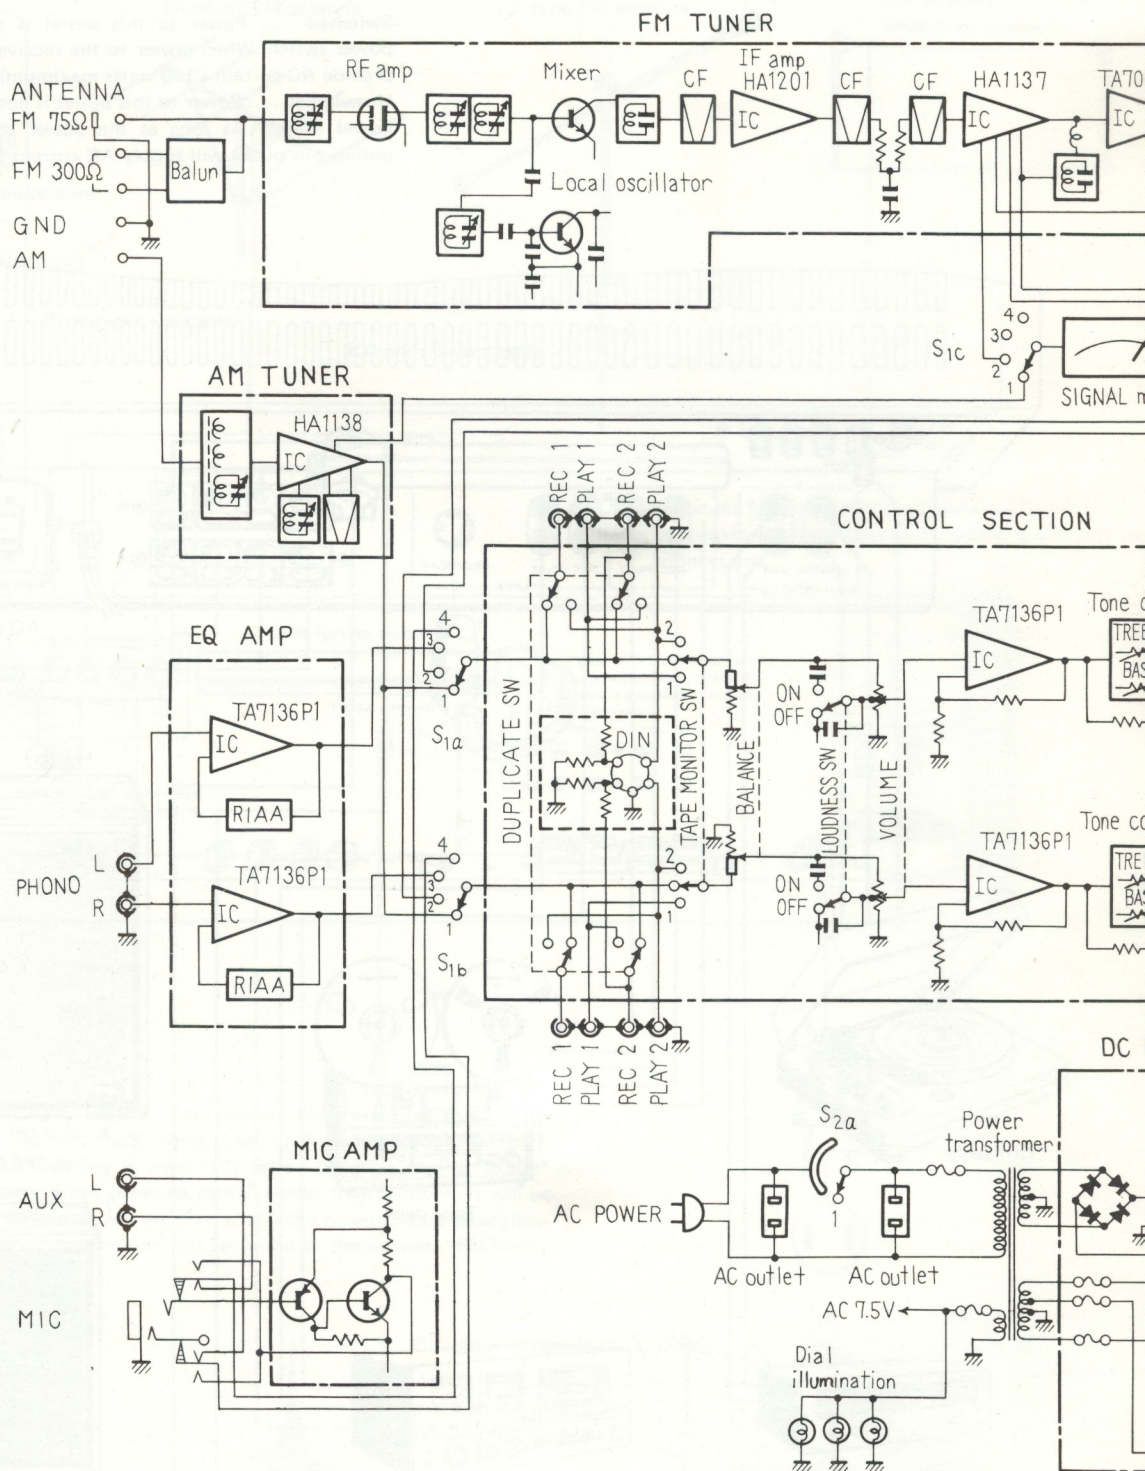 FM TUNER
ANTENNA
FM 75Ω
FM 300Ω
GND
AM
Balun
RF amp
Mixer
Local oscillator
CF
IF amp
HA1201
IC
CF
CF
HA1137
IC
TA70
IC
4
3
2
1
S1c
SIGNAL m
AM TUNER
HA1138
IC
REC 1
PLAY 1
REC 2
PLAY 2
CONTROL SECTION
EQ AMP
TA7136P1
IC
RIAA
TA7136P1
IC
RIAA
PHONO
L
R
4
3
2
1
S1a
4
3
2
1
S1b
DUPLICATE SW
DIN
2
1
TAPE MONITOR SW
2
1
BALANCE
ON
OFF
LOUDNESS SW
ON
OFF
VOLUME
TA7136P1
IC
Tone c
TREE
BAS
TA7136P1
IC
Tone co
TRE
BAS
REC 1
PLAY 1
REC 2
PLAY 2
DC
MIC AMP
AUX
L
R
MIC
AC POWER
S2a
1
Power
transformer
AC outlet
AC outlet
AC 7.5V
Dial
illumination